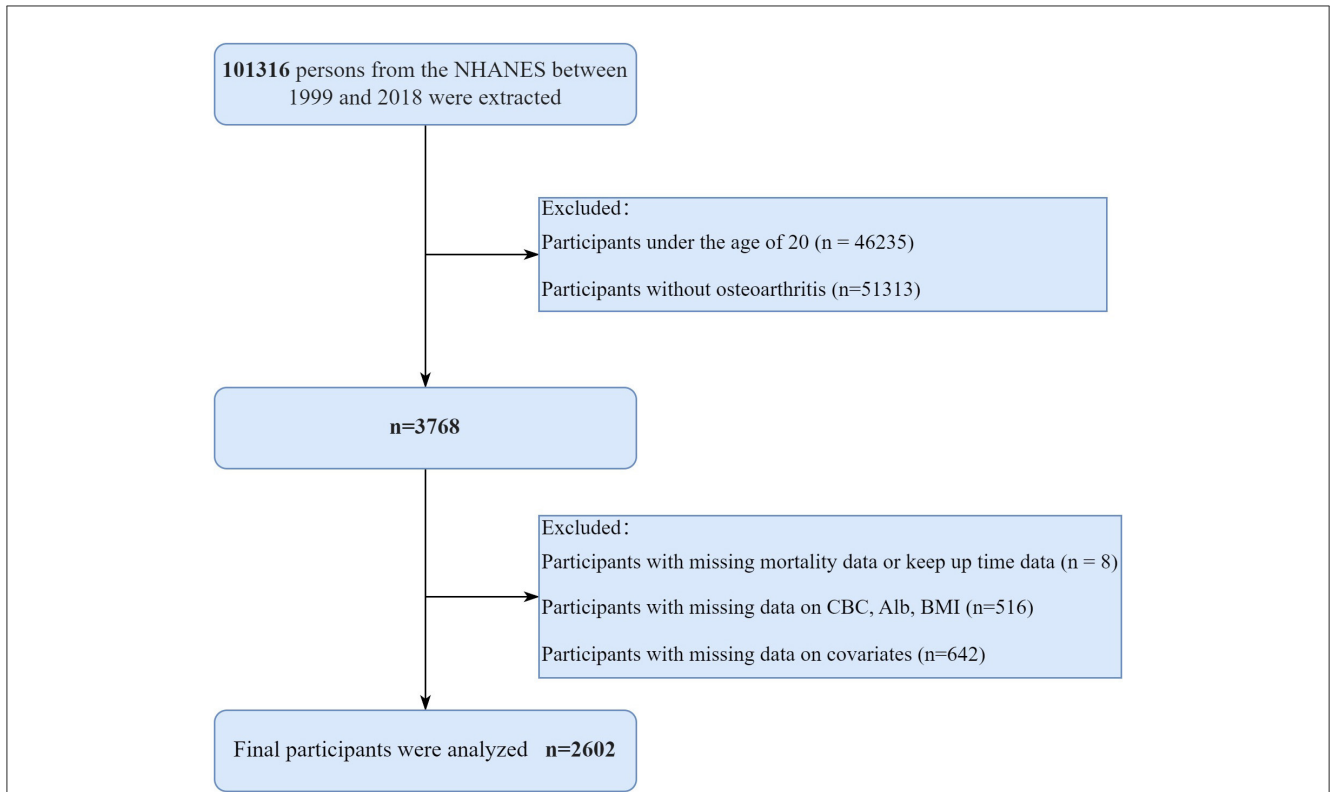 101316 persons from the NHANES between
1999 and 2018 were extracted
Excluded:
Participants under the age of 20 (n = 46235)
Participants without osteoarthritis (n=51313)
n=3768
Excluded:
Participants with missing mortality data or keep up time data (n = 8)
Participants with missing data on CBC, Alb, BMI (n=516)
Participants with missing data on covariates (n=642)
Final participants were analyzed n=2602